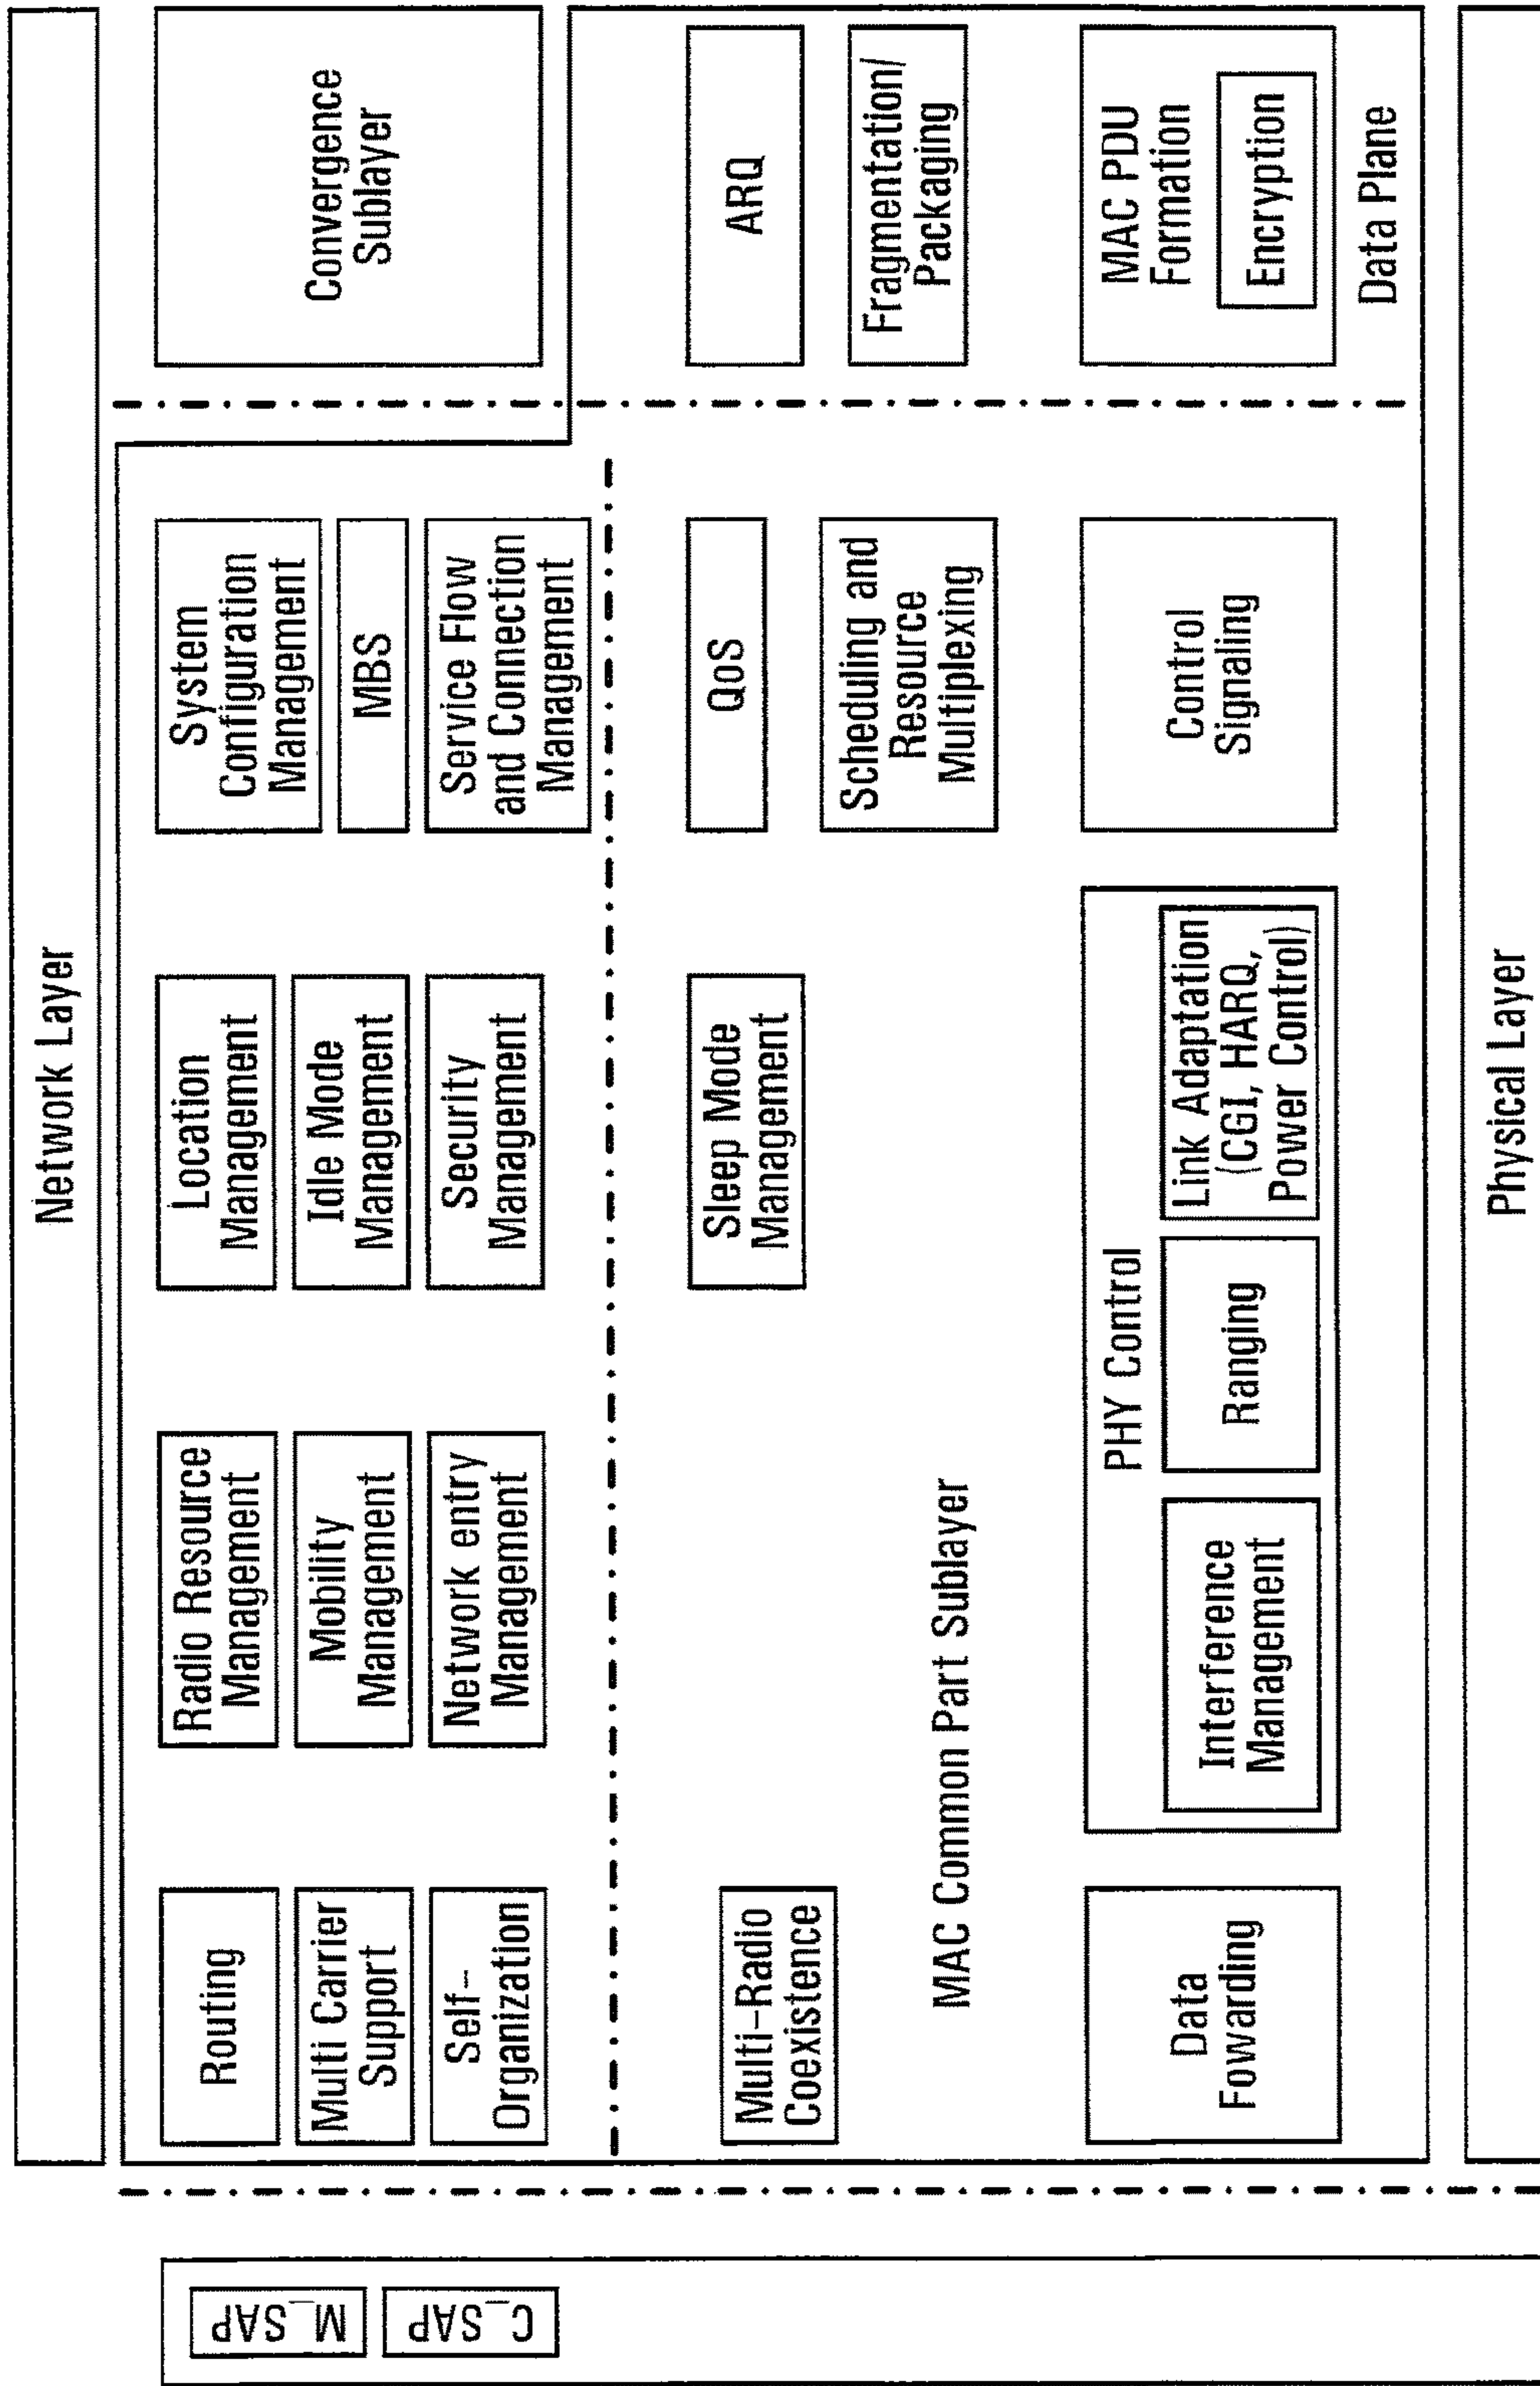 Network Layer
M_SAP
C_SAP
Routing
Multi Carrier
Support
Self-
Organization
Radio Resource
Management
Mobility
Management
Network entry
Management
Location
Management
Idle Mode
Management
Security
Management
System
Configuration
Management
MBS
Service Flow
and Connection
Management
Convergence
Sublayer
Multi-Radio
Coexistence
Sleep Mode
Management
QoS
Scheduling and
Resource
Multiplexing
ARQ
Fragmentation/
Packaging
MAC Common Part Sublayer
Data
Fowarding
PHY Control
Interference
Management
Ranging
Link Adaptation
(CGI, HARQ,
Power Control)
Control
Signaling
MAC PDU
Formation
Encryption
Data Plane
Physical Layer